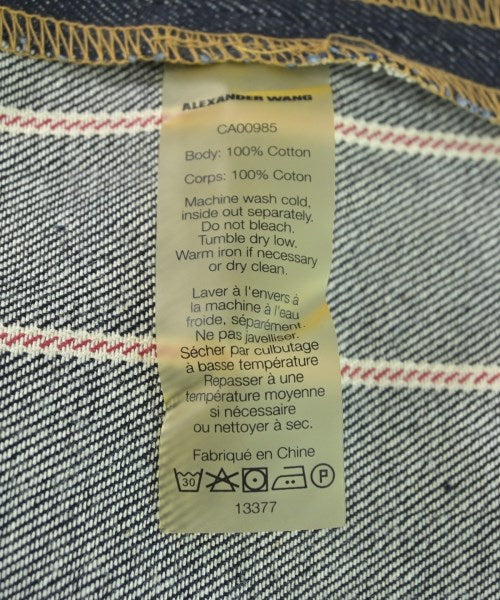 ALEXANDER WANG
CA00985
Body: 100% Cotton
Corps: 100% Coton
Machine wash cold,
inside out separately.
Do not bleach.
Tumble dry low.
Warm iron if necessary
or dry clean.
Laver à l'envers à
la machine à l'eau
froide, séparément.
Ne pas javelliser.
Sécher par culbutage
à basse température
Repasser à une
température moyenne
si nécessaire
ou nettoyer à sec.
Fabriqué en Chine
30 P
13377